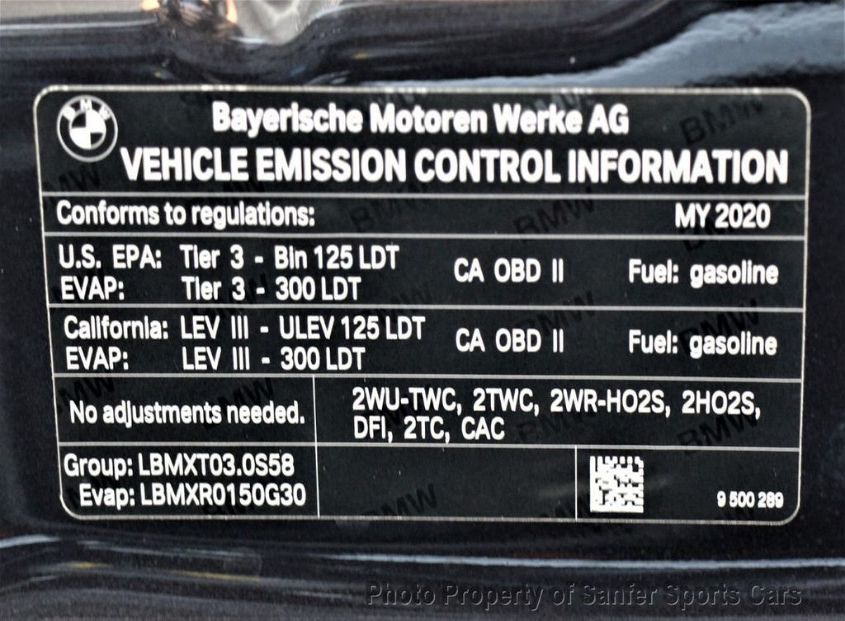 BMW
Bayerische Motoren Werke AG
VEHICLE EMISSION CONTROL INFORMATION
Conforms to regulations: MY 2020
U.S. EPA: Tier 3 - Bin 125 LDT CA OBD II Fuel: gasoline
EVAP: Tier 3 - 300 LDT
California: LEV III - ULEV 125 LDT CA OBD II Fuel: gasoline
EVAP: LEV III - 300 LDT
No adjustments needed.
2WU-TWC, 2TWC, 2WR-HO2S, 2HO2S,
DFI, 2TC, CAC
Group: LBMXT03.0S58
Evap: LBMXR0150G30
9 500 289
Photo Property of Sanfer Sports Cars